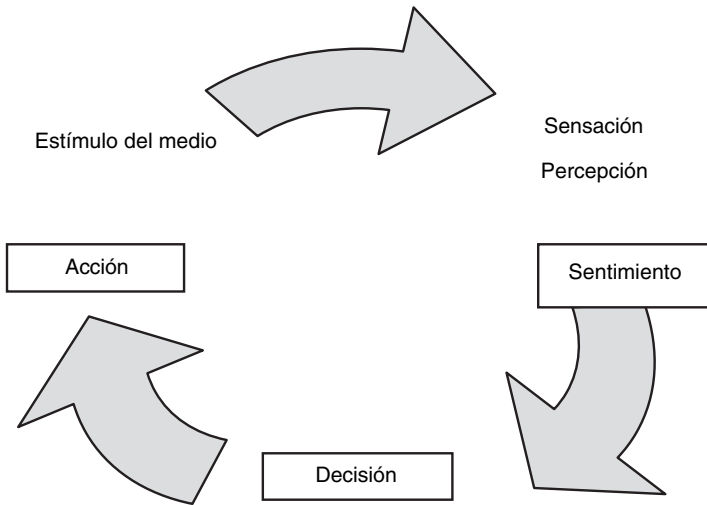 Estímulo del medio
Sensación
Percepción
Acción
Sentimiento
Decisión